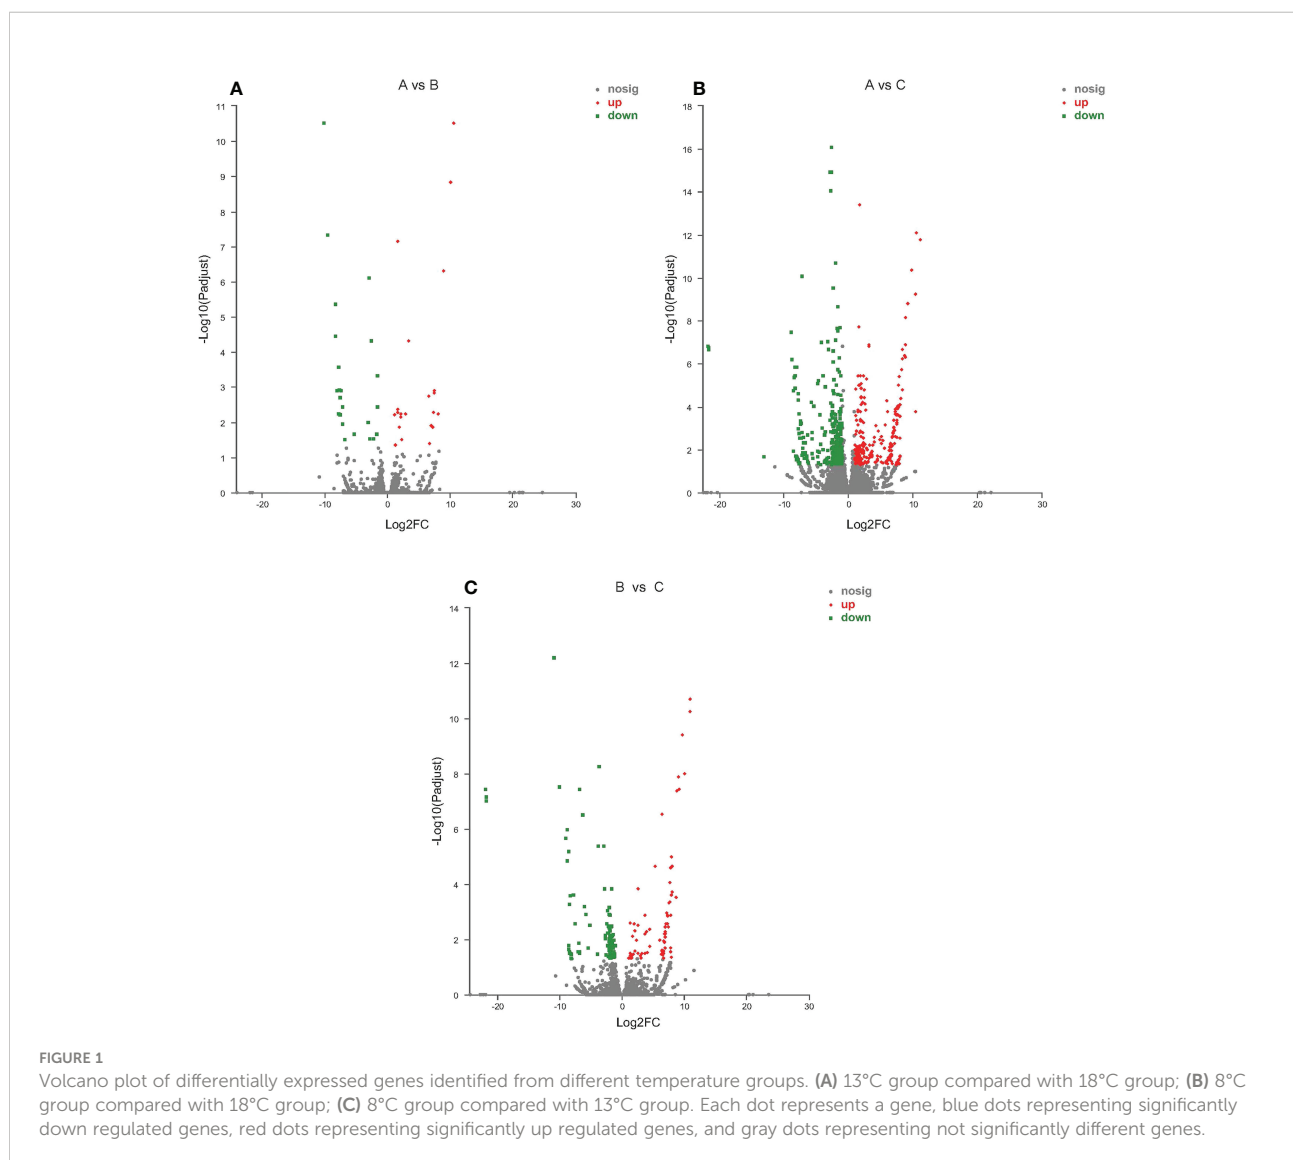 A
A vs B
nosig
up
down
11
10
9
8
7
6
5
4
3
2
1
0
-Log10(Padjust)
-20
-10
0
10
20
30
Log2FC
B
A vs C
nosig
up
down
18
16
14
12
10
8
6
4
2
0
-Log10(Padjust)
-20
-10
0
10
20
30
Log2FC
C
B vs C
nosig
up
down
14
12
10
8
6
4
2
0
-Log10(Padjust)
-20
-10
0
10
20
30
Log2FC
FIGURE 1
Volcano plot of differentially expressed genes identified from different temperature groups. (A) 13°C group compared with 18°C group; (B) 8°C
group compared with 18°C group; (C) 8°C group compared with 13°C group. Each dot represents a gene, blue dots representing significantly
down regulated genes, red dots representing significantly up regulated genes, and gray dots representing not significantly different genes.